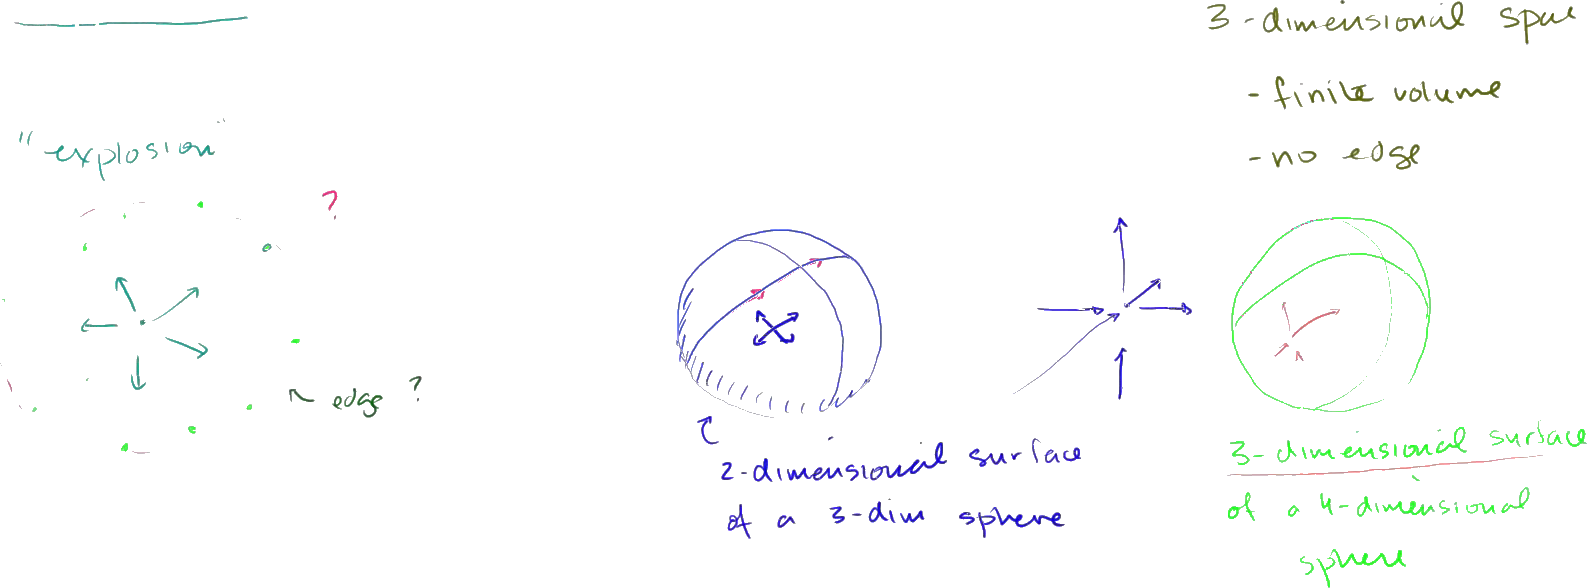 "explosion"
?
edge ?
2-dimensional surface
of a 3-dim sphere
3-dimensional space
- finite volume
- no edge
3-dimensional surface
of a 4-dimensional
sphere